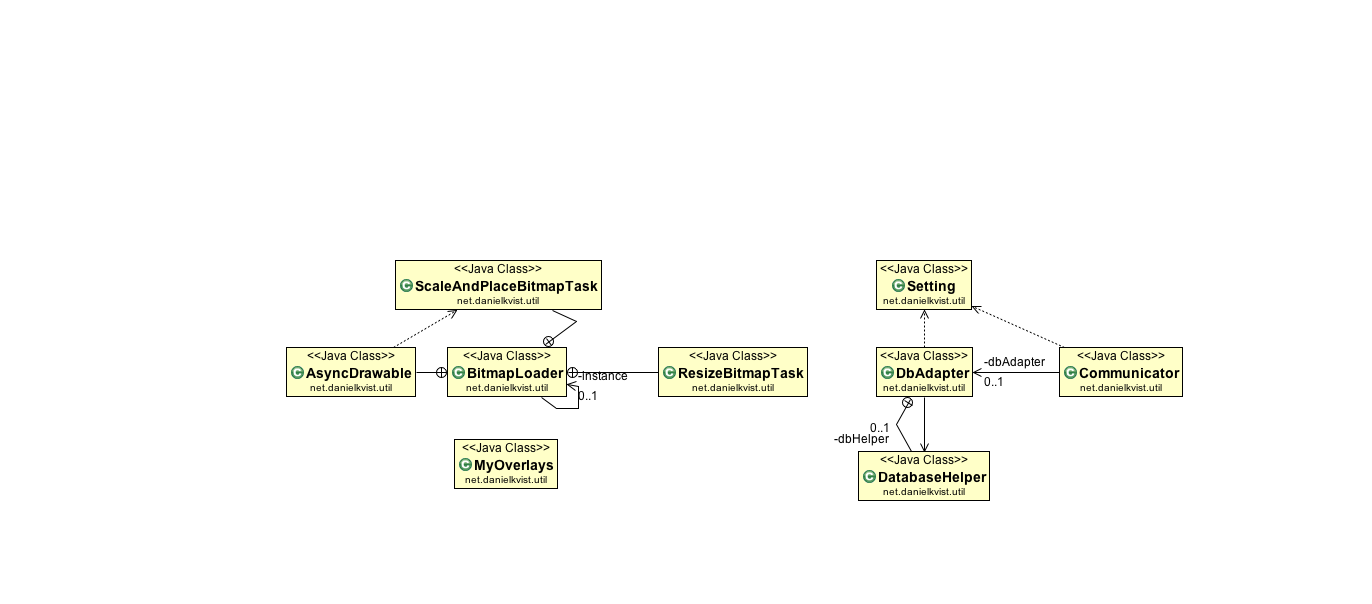 <<Java Class>>
ScaleAndPlaceBitmapTask
net.danielkvist.util
<<Java Class>>
Setting
net.danielkvist.util
<<Java Class>>
AsyncDrawable
net.danielkvist.util
<<Java Class>>
BitmapLoader
net.danielkvist.util
-instance
0..1
<<Java Class>>
ResizeBitmapTask
net.danielkvist.util
<<Java Class>>
DbAdapter
net.danielkvist.util
-dbAdapter
0..1
<<Java Class>>
Communicator
net.danielkvist.util
0..1
-dbHelper
<<Java Class>>
MyOverlays
net.danielkvist.util
<<Java Class>>
DatabaseHelper
net.danielkvist.util